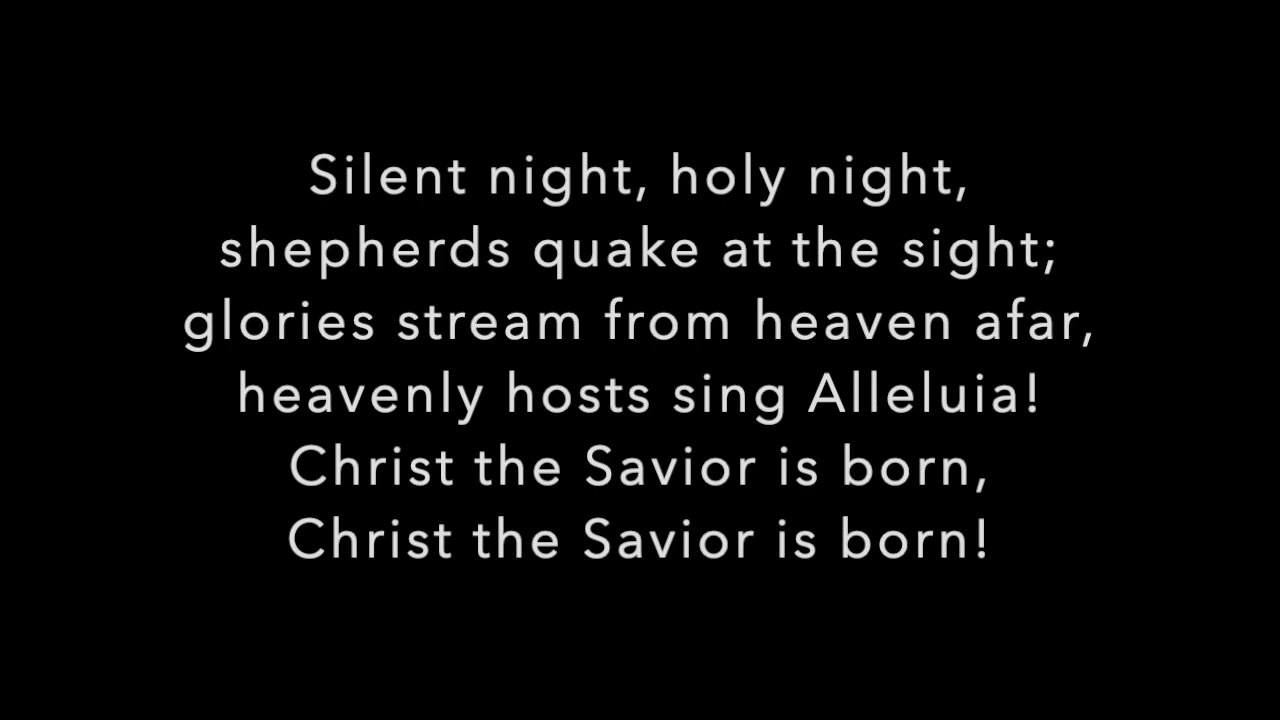 Silent night, holy night,
shepherds quake at the sight;
glories stream from heaven afar,
heavenly hosts sing Alleluia!
Christ the Savior is born,
Christ the Savior is born!